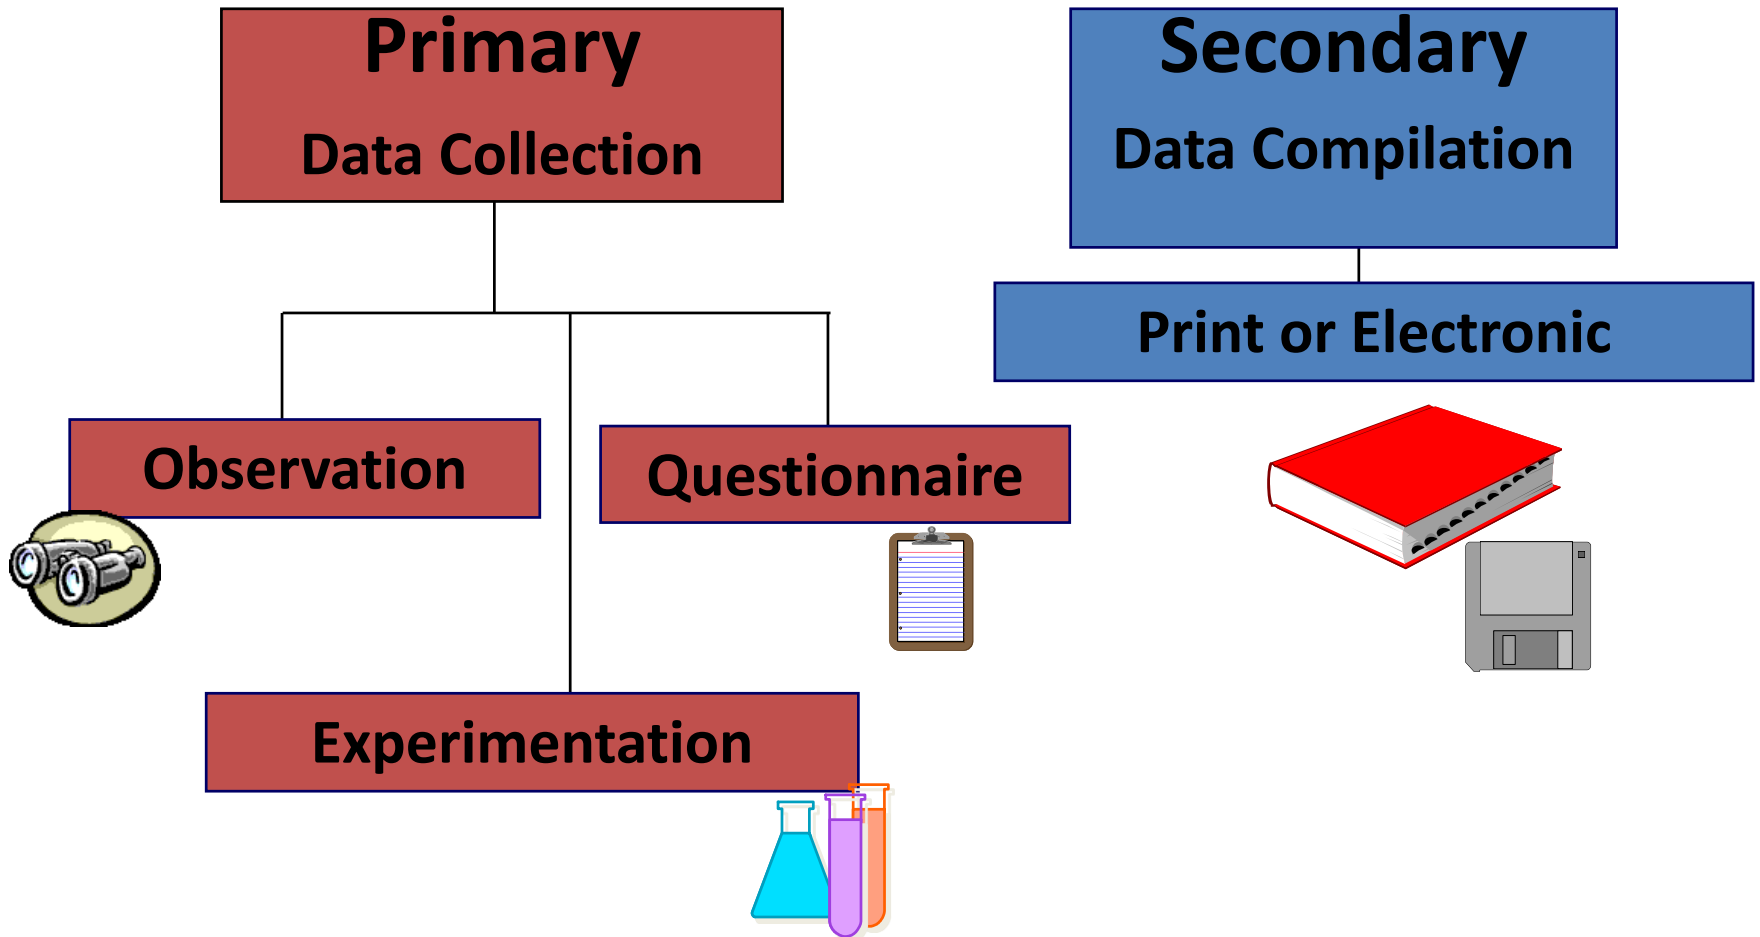 Primary
Data Collection
Secondary
Data Compilation
Print or Electronic
Observation
Questionnaire
Experimentation